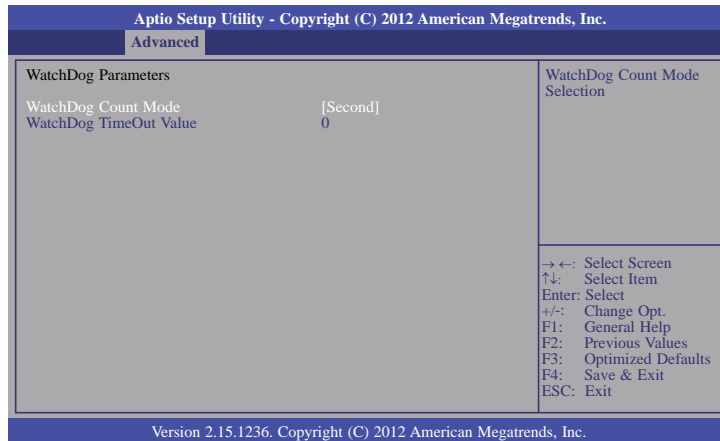 Aptio Setup Utility - Copyright (C) 2012 American Megatrends, Inc.
Advanced
WatchDog Parameters
WatchDog Count Mode [Second]
WatchDog TimeOut Value 0
WatchDog Count Mode
Selection
→ ←: Select Screen
↑↓: Select Item
Enter: Select
+/-: Change Opt.
F1: General Help
F2: Previous Values
F3: Optimized Defaults
F4: Save & Exit
ESC: Exit
Version 2.15.1236. Copyright (C) 2012 American Megatrends, Inc.